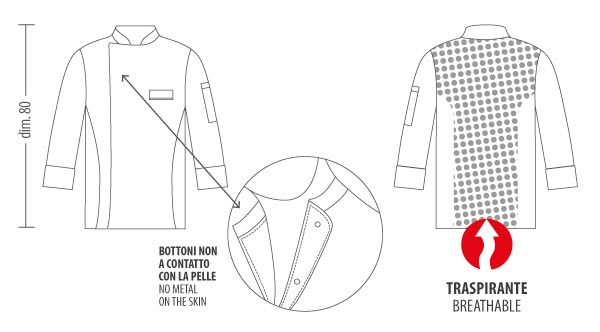 dim. 80
BOTTONI NON
A CONTATTO
CON LA PELLE
NO METAL
ON THE SKIN
TRASPIRANTE
BREATHABLE